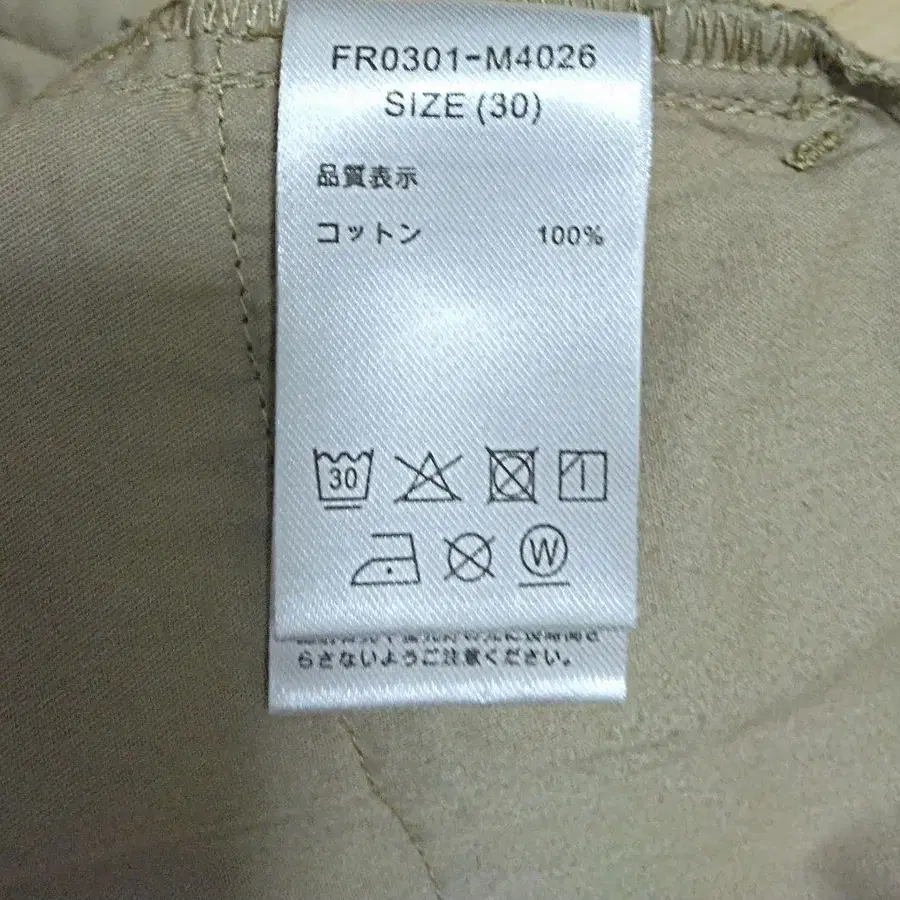 FR0301-M4026
SIZE (30)
品質表示
コットン 100%
30
W
らさないようご注意ください。